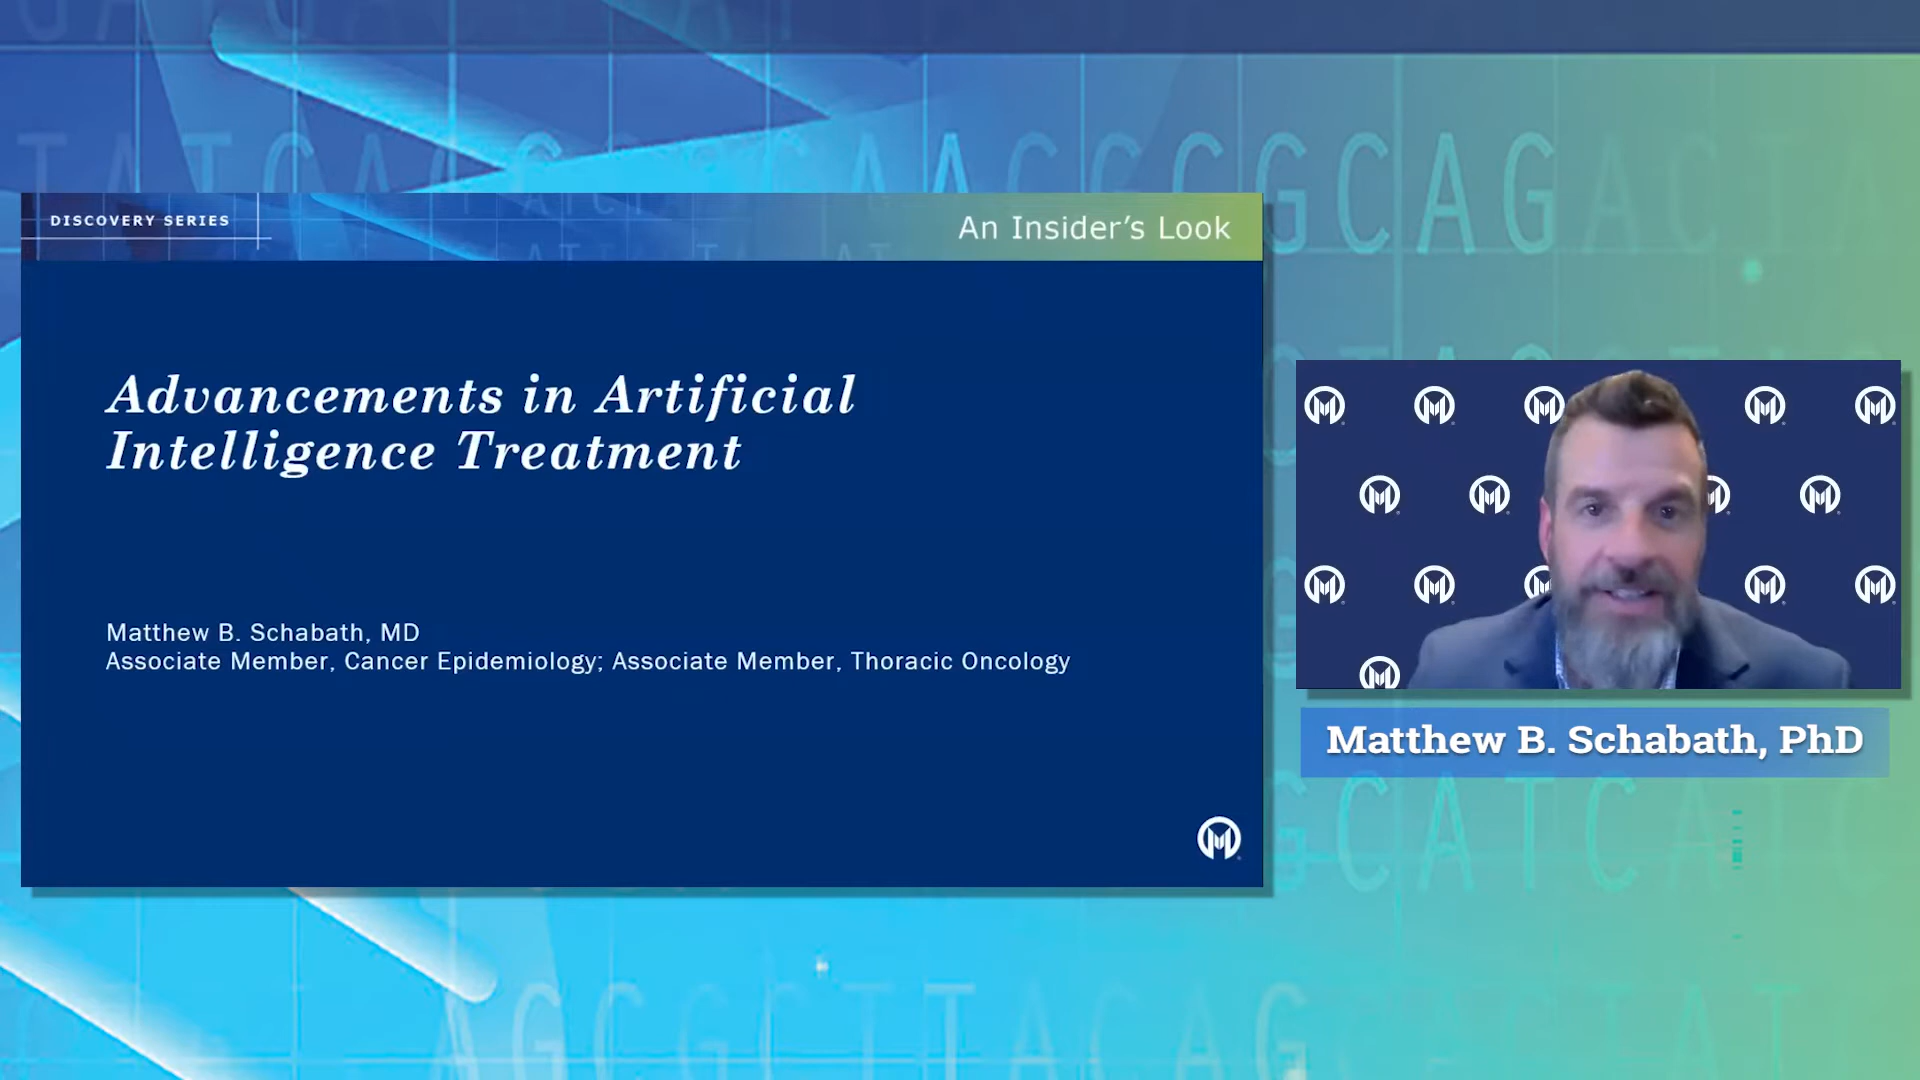 DISCOVERY SERIES
An Insider's Look
Advancements in Artificial
Intelligence Treatment
Matthew B. Schabath, MD
Associate Member, Cancer Epidemiology; Associate Member, Thoracic Oncology
Matthew B. Schabath, PhD